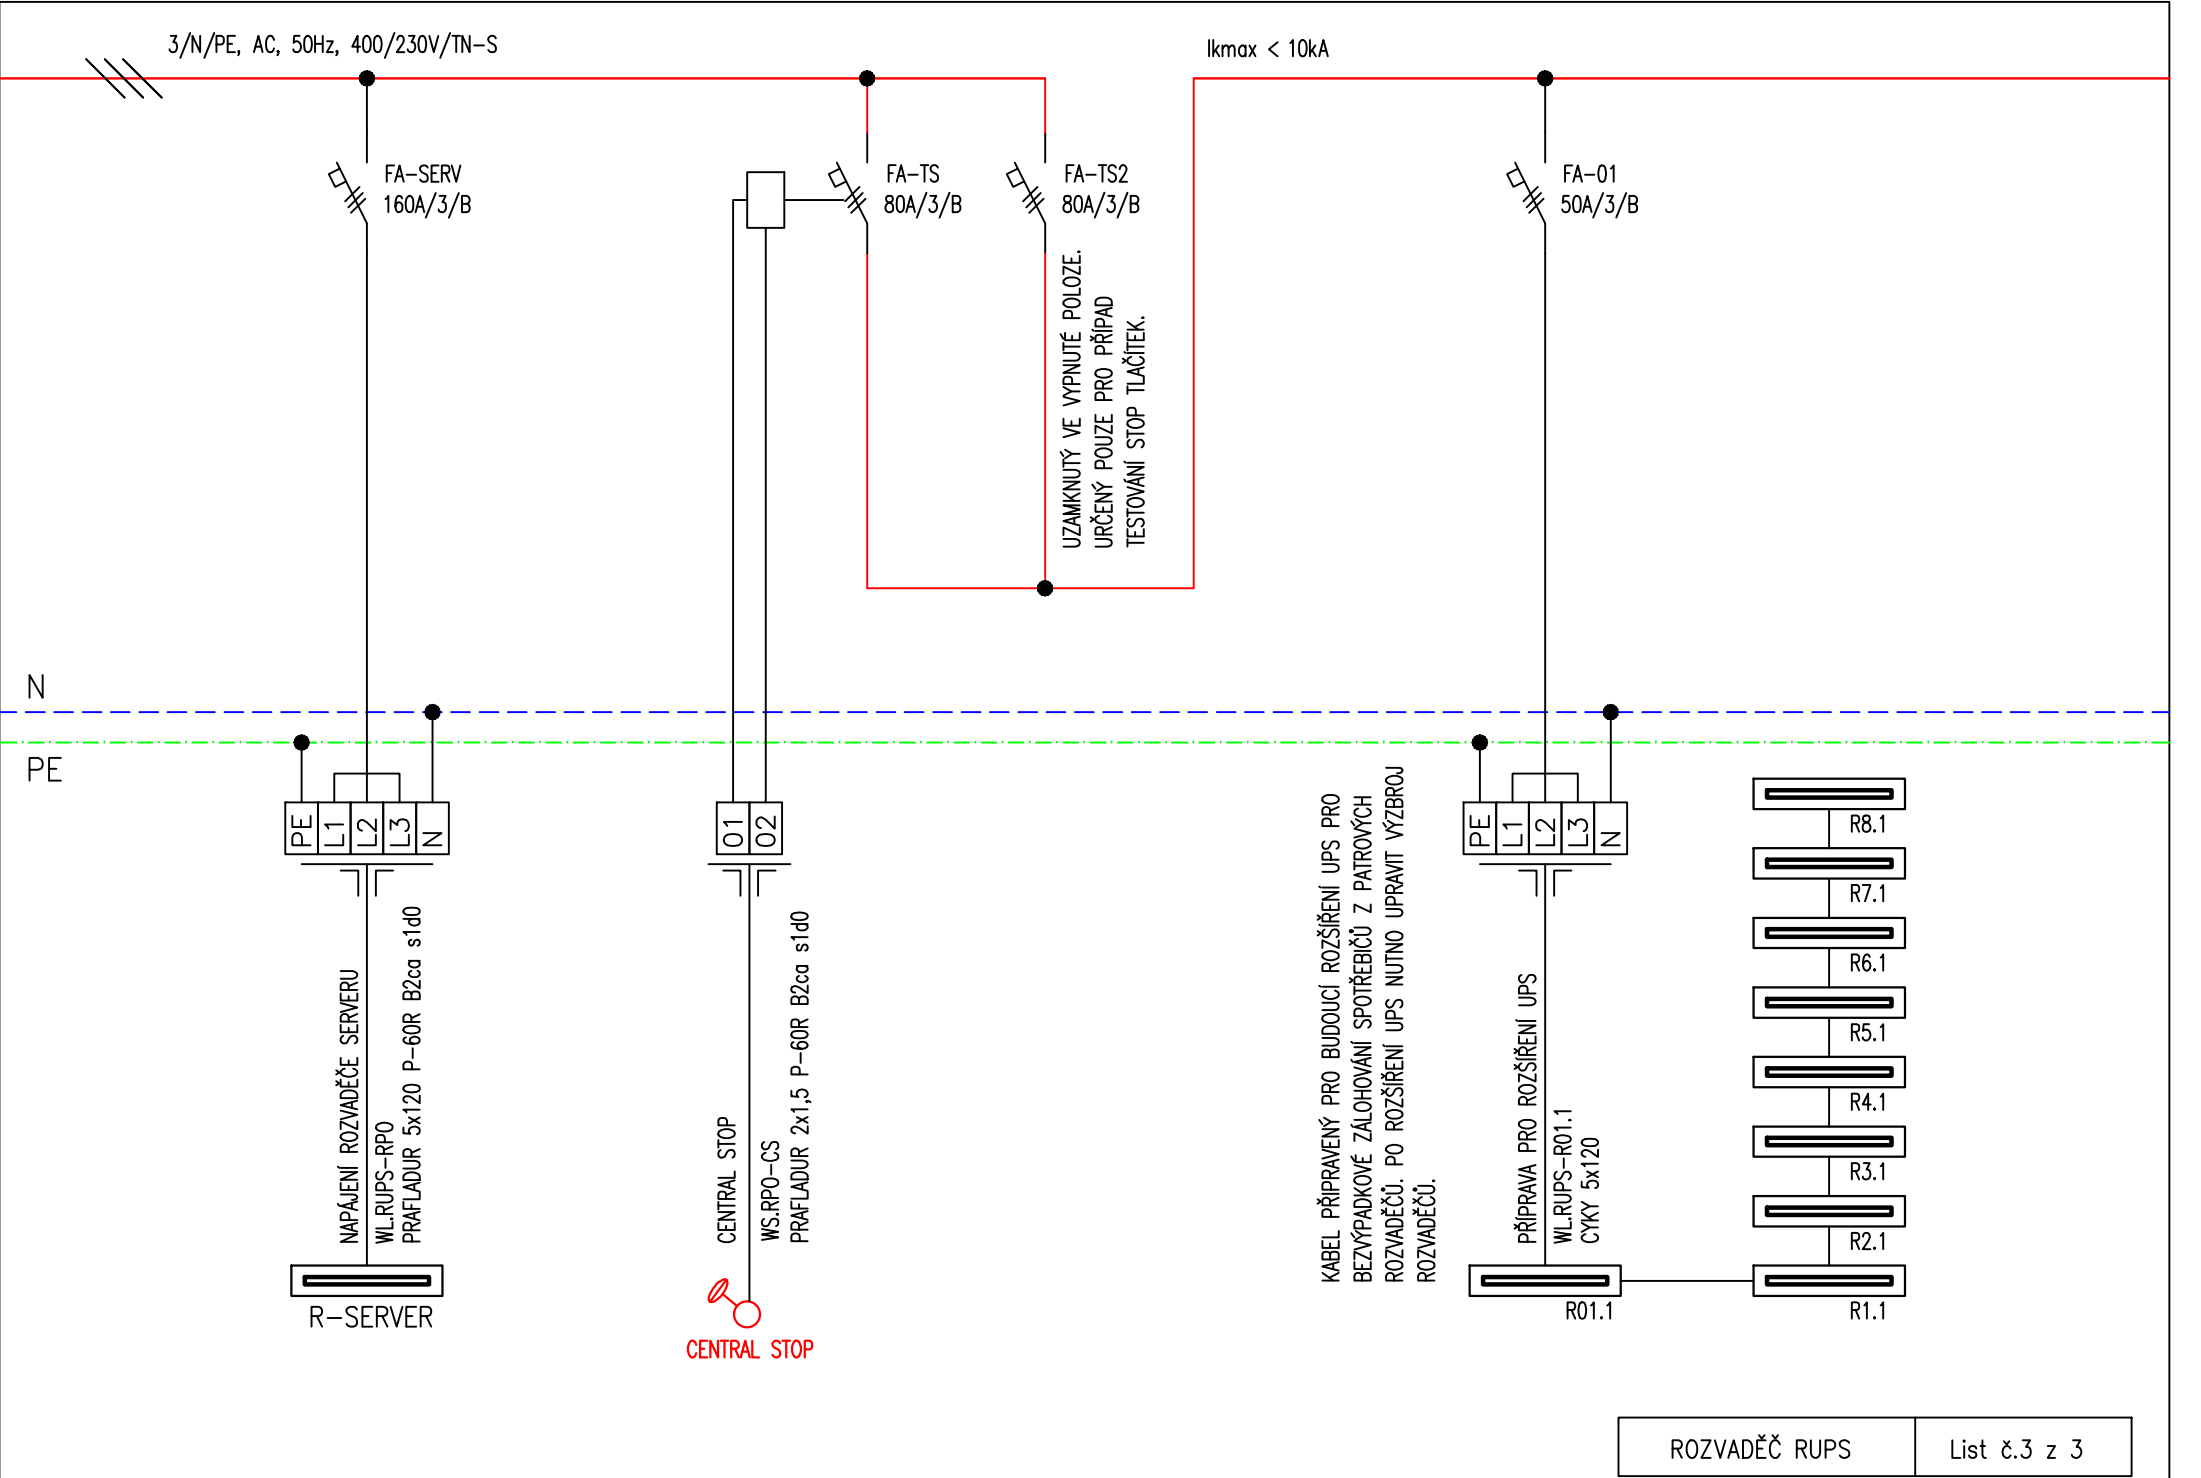 3/N/PE, AC, 50Hz, 400/230V/TN-S
Ikmax < 10kA
FA-SERV
160A/3/B
FA-TS
80A/3/B
FA-TS2
80A/3/B
FA-01
50A/3/B
UZAMKNUTÝ VE VYPNUTÉ POLOZE.
URČENÝ POUZE PRO PŘÍPAD
TESTOVÁNÍ STOP TLAČÍTEK.
N
PE
PE L1 L2 L3 N
O1 O2
PE L1 L2 L3 N
NAPÁJENÍ ROZVADĚČE SERVERU
WL.RUPS-RPO
PRAFLADUR 5x120 P-60R B2ca s1d0
R-SERVER
CENTRAL STOP
WS.RPO-CS
PRAFLADUR 2x1,5 P-60R B2ca s1d0
CENTRAL STOP
KABEL PŘIPRAVENÝ PRO BUDOUCÍ ROZŠÍŘENÍ UPS PRO
BEZVÝPADKOVÉ ZÁLOHOVÁNÍ SPOTŘEBIČŮ Z PATROVÝCH
ROZVADĚČŮ. PO ROZŠÍŘENÍ UPS NUTNO UPRAVIT VÝZBROJ
ROZVADĚČŮ.
PŘÍPRAVA PRO ROZŠÍŘENÍ UPS
WL.RUPS-R01.1
CYKY 5x120
R01.1
R8.1
R7.1
R6.1
R5.1
R4.1
R3.1
R2.1
R1.1
ROZVADĚČ RUPS
List č.3 z 3